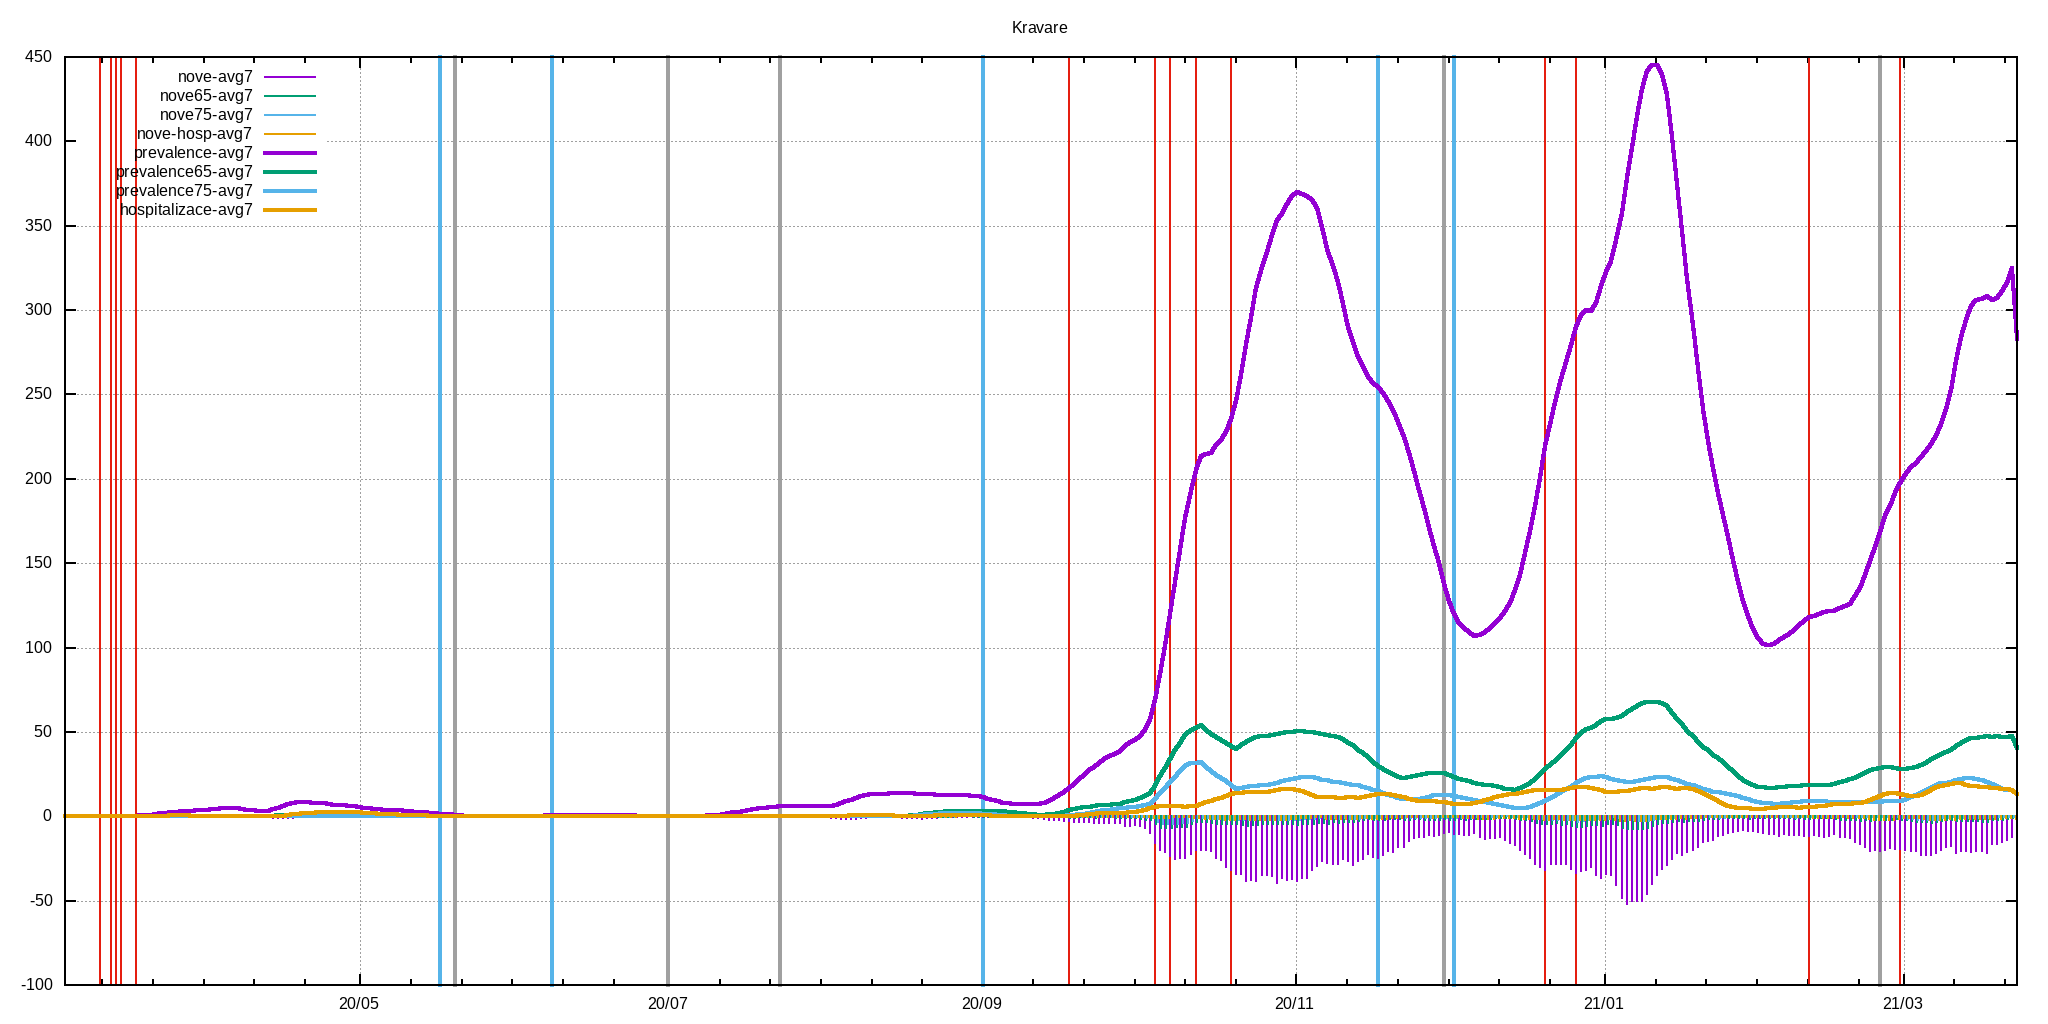 Kravare
450
400
350
300
250
200
150
100
50
0
-50
-100
nove-avg7
nove65-avg7
nove75-avg7
nove-hosp-avg7
prevalence-avg7
prevalence65-avg7
prevalence75-avg7
hospitalizace-avg7
20/05 20/07 20/09 20/11 21/01 21/03